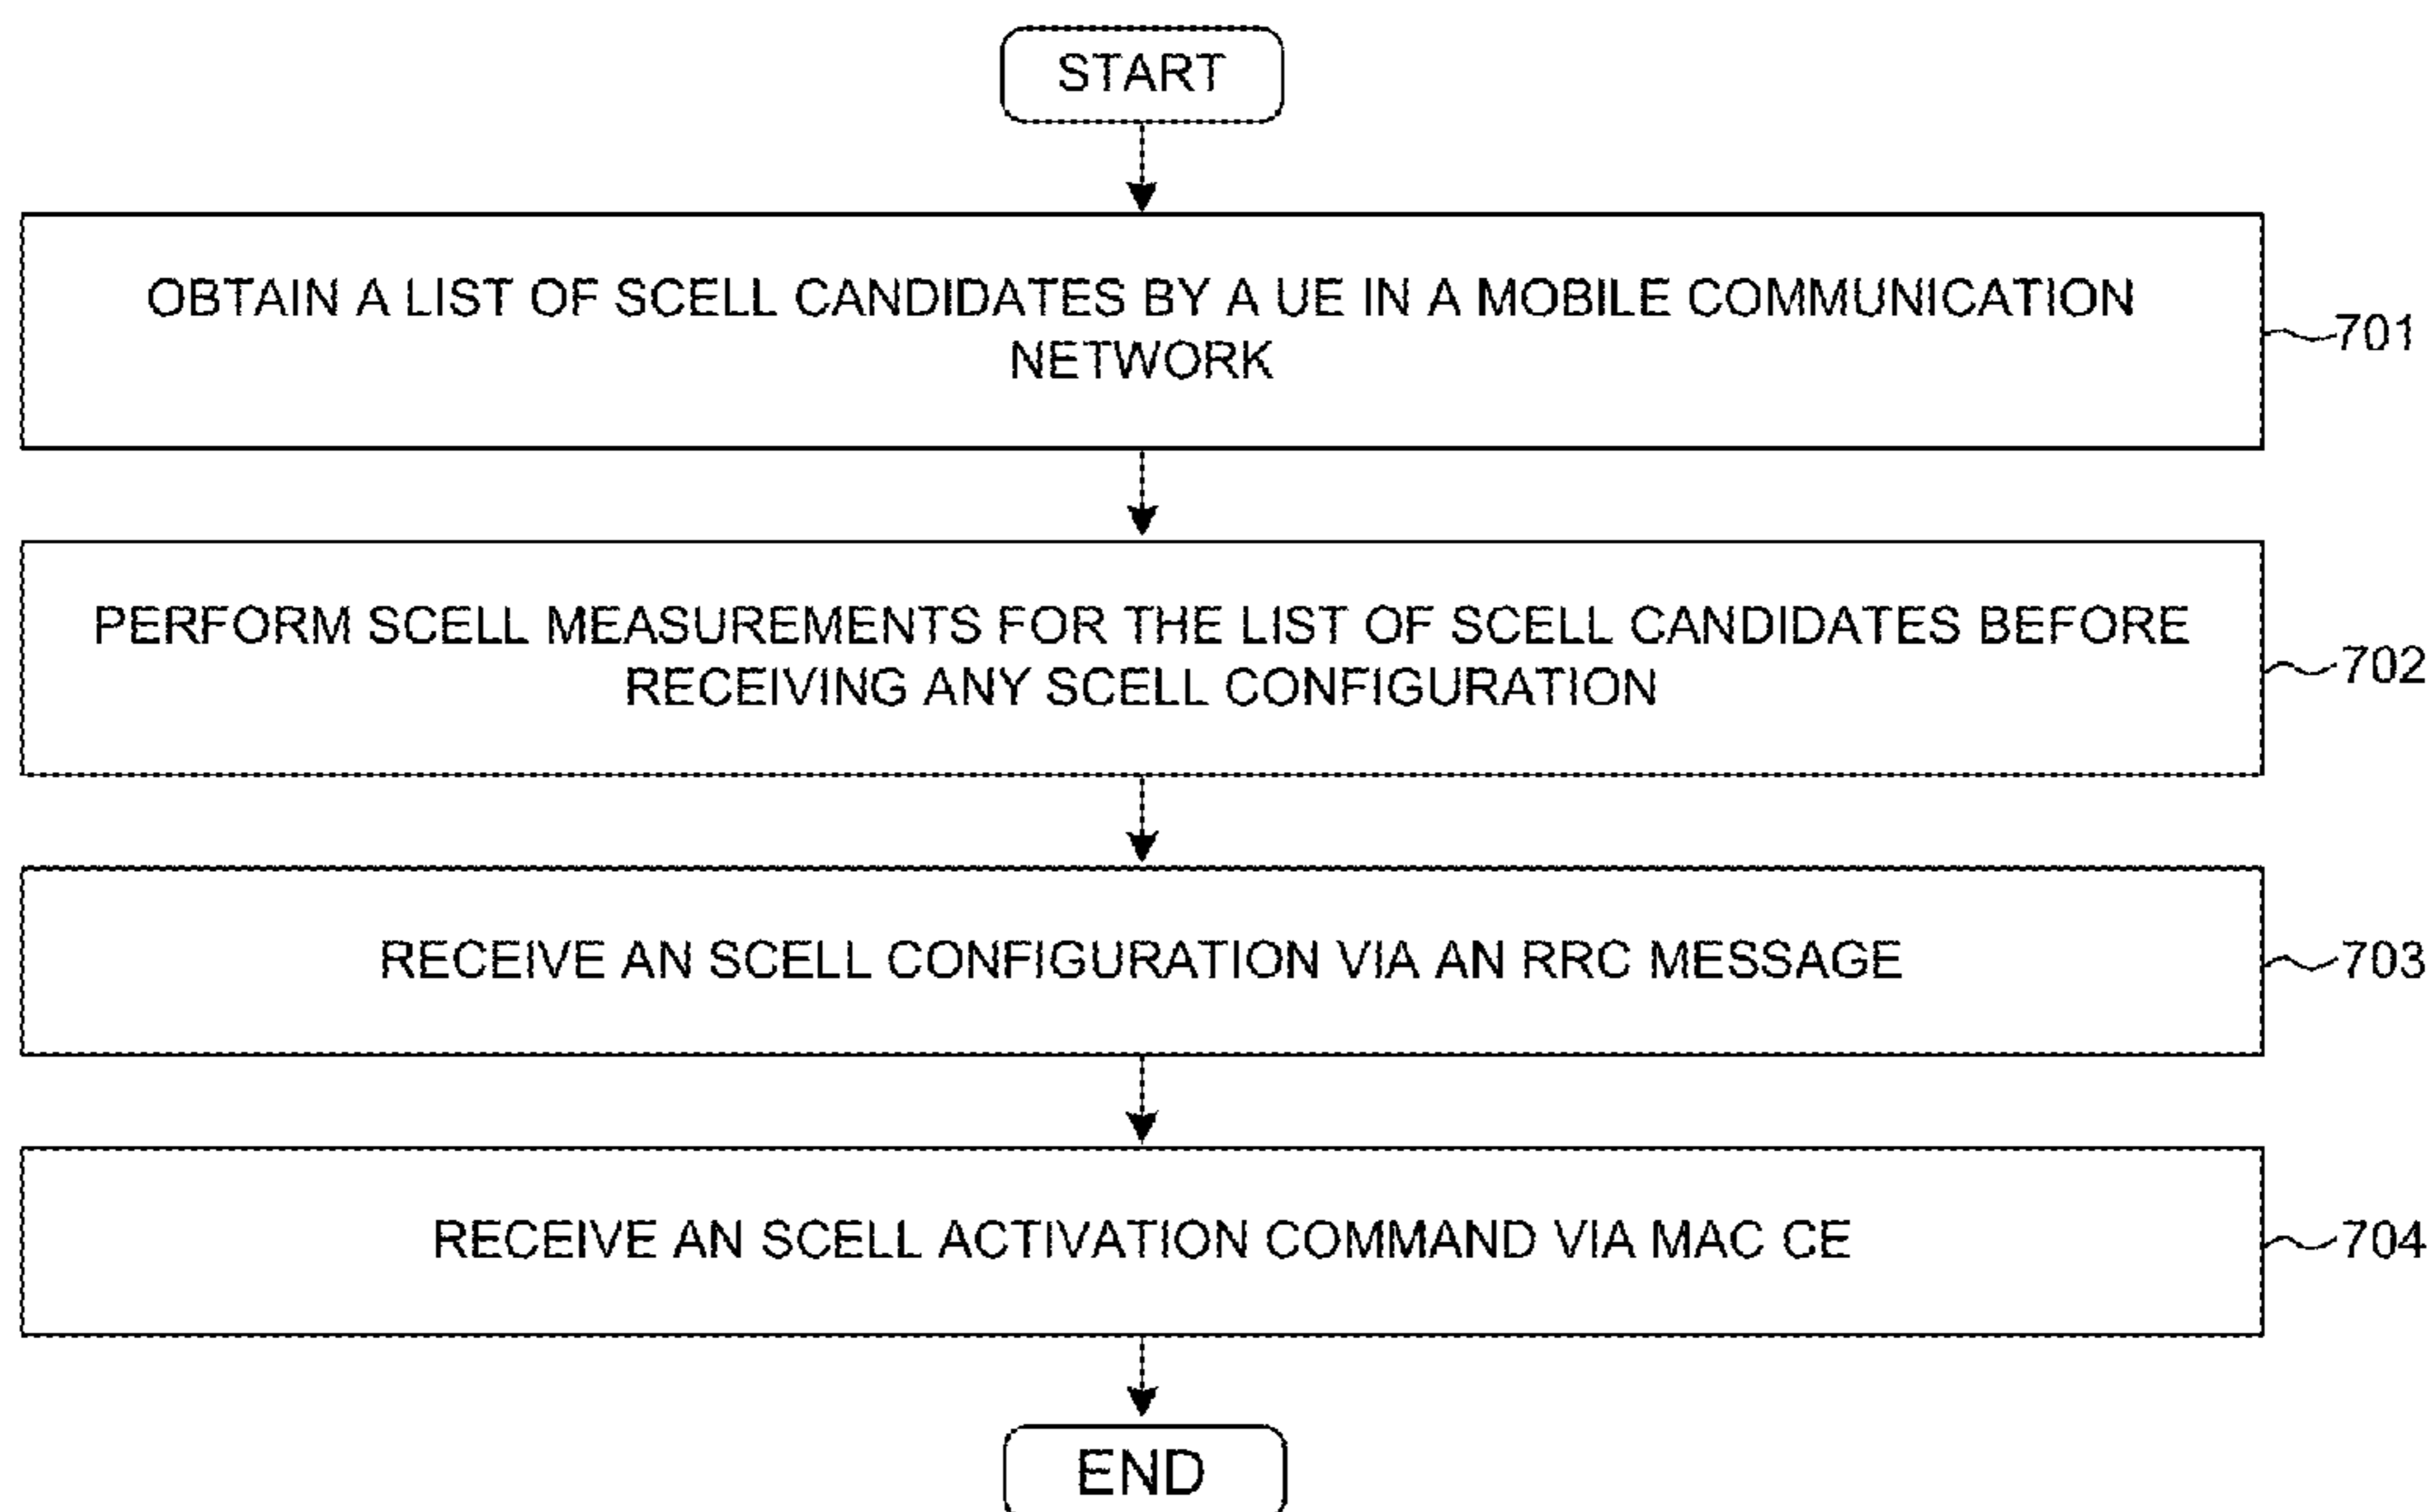 START
OBTAIN A LIST OF SCELL CANDIDATES BY A UE IN A MOBILE COMMUNICATION
NETWORK
701
PERFORM SCELL MEASUREMENTS FOR THE LIST OF SCELL CANDIDATES BEFORE
RECEIVING ANY SCELL CONFIGURATION
702
RECEIVE AN SCELL CONFIGURATION VIA AN RRC MESSAGE
703
RECEIVE AN SCELL ACTIVATION COMMAND VIA MAC CE
704
END